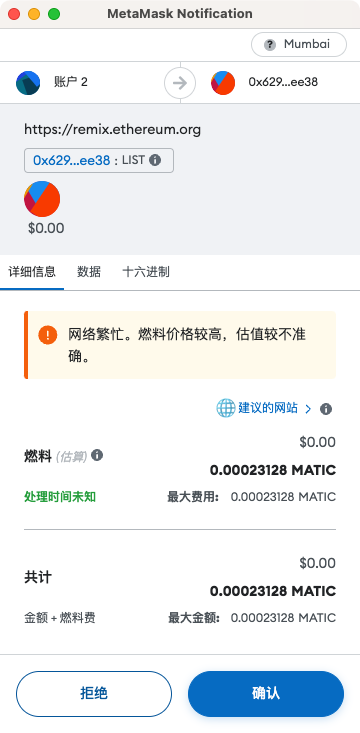 MetaMask Notification
? Mumbai
账户 2
0x629...ee38
https://remix.ethereum.org
0x629...ee38 : LIST
$0.00
详细信息 数据 十六进制
网络繁忙。燃料价格较高，估值较不准
确。
建议的网站
$0.00
燃料 (估算)
0.00023128 MATIC
处理时间未知 最大费用: 0.00023128 MATIC
$0.00
共计
0.00023128 MATIC
金额 + 燃料费 最大金额: 0.00023128 MATIC
拒绝 确认